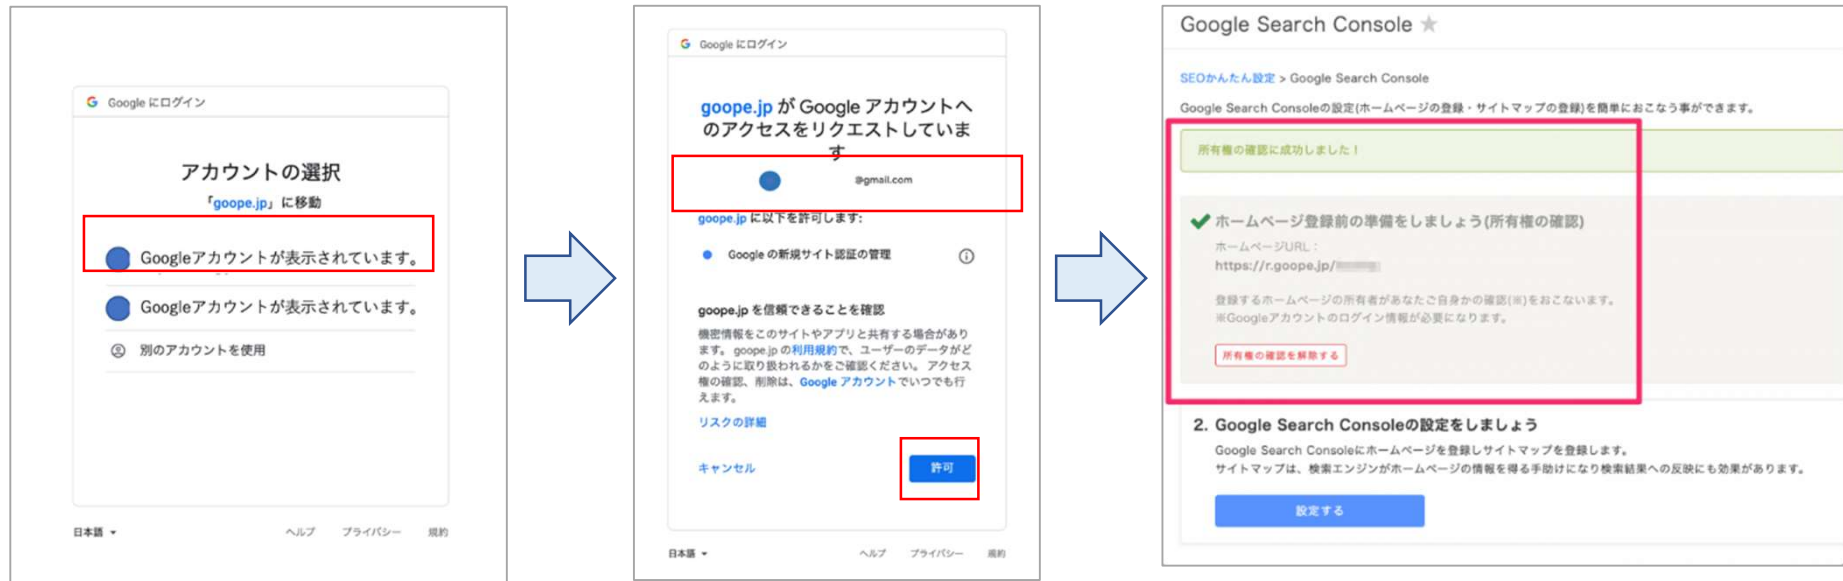 Google にログイン
アカウントの選択
「goope.jp」に移動
Googleアカウントが表示されています。
Googleアカウントが表示されています。
別のアカウントを使用
日本語
ヘルプ プライバシー 規約
Google にログイン
goope.jp が Google アカウントへ
のアクセスをリクエストしていま
す
@gmail.com
goope.jp に以下を許可します:
Google の新規サイト認証の管理
goope.jp を信頼できることを確認
機密情報をこのサイトやアプリと共有する場合があり
ます。 goope.jp の利用規約で、ユーザーのデータがど
のように取り扱われるかをご確認ください。 アクセス
権の確認、削除は、Google アカウントでいつでも行
えます。
リスクの詳細
キャンセル 許可
日本語
ヘルプ プライバシー 規約
Google Search Console
SEOかんたん設定 > Google Search Console
Google Search Consoleの設定(ホームページの登録・サイトマップの登録)を簡単におこなう事ができます。
所有権の確認に成功しました!
ホームページ登録前の準備をしましょう(所有権の確認)
ホームページURL：
https://r.goope.jp/
登録するホームページの所有者があなたご自身かの確認(※)をおこないます。
※Googleアカウントのログイン情報が必要になります。
所有権の確認を解除する
2. Google Search Consoleの設定をしましょう
Google Search Consoleにホームページを登録しサイトマップを登録します。
サイトマップは、検索エンジンがホームページの情報を得る手助けになり検索結果への反映にも効果があります。
設定する